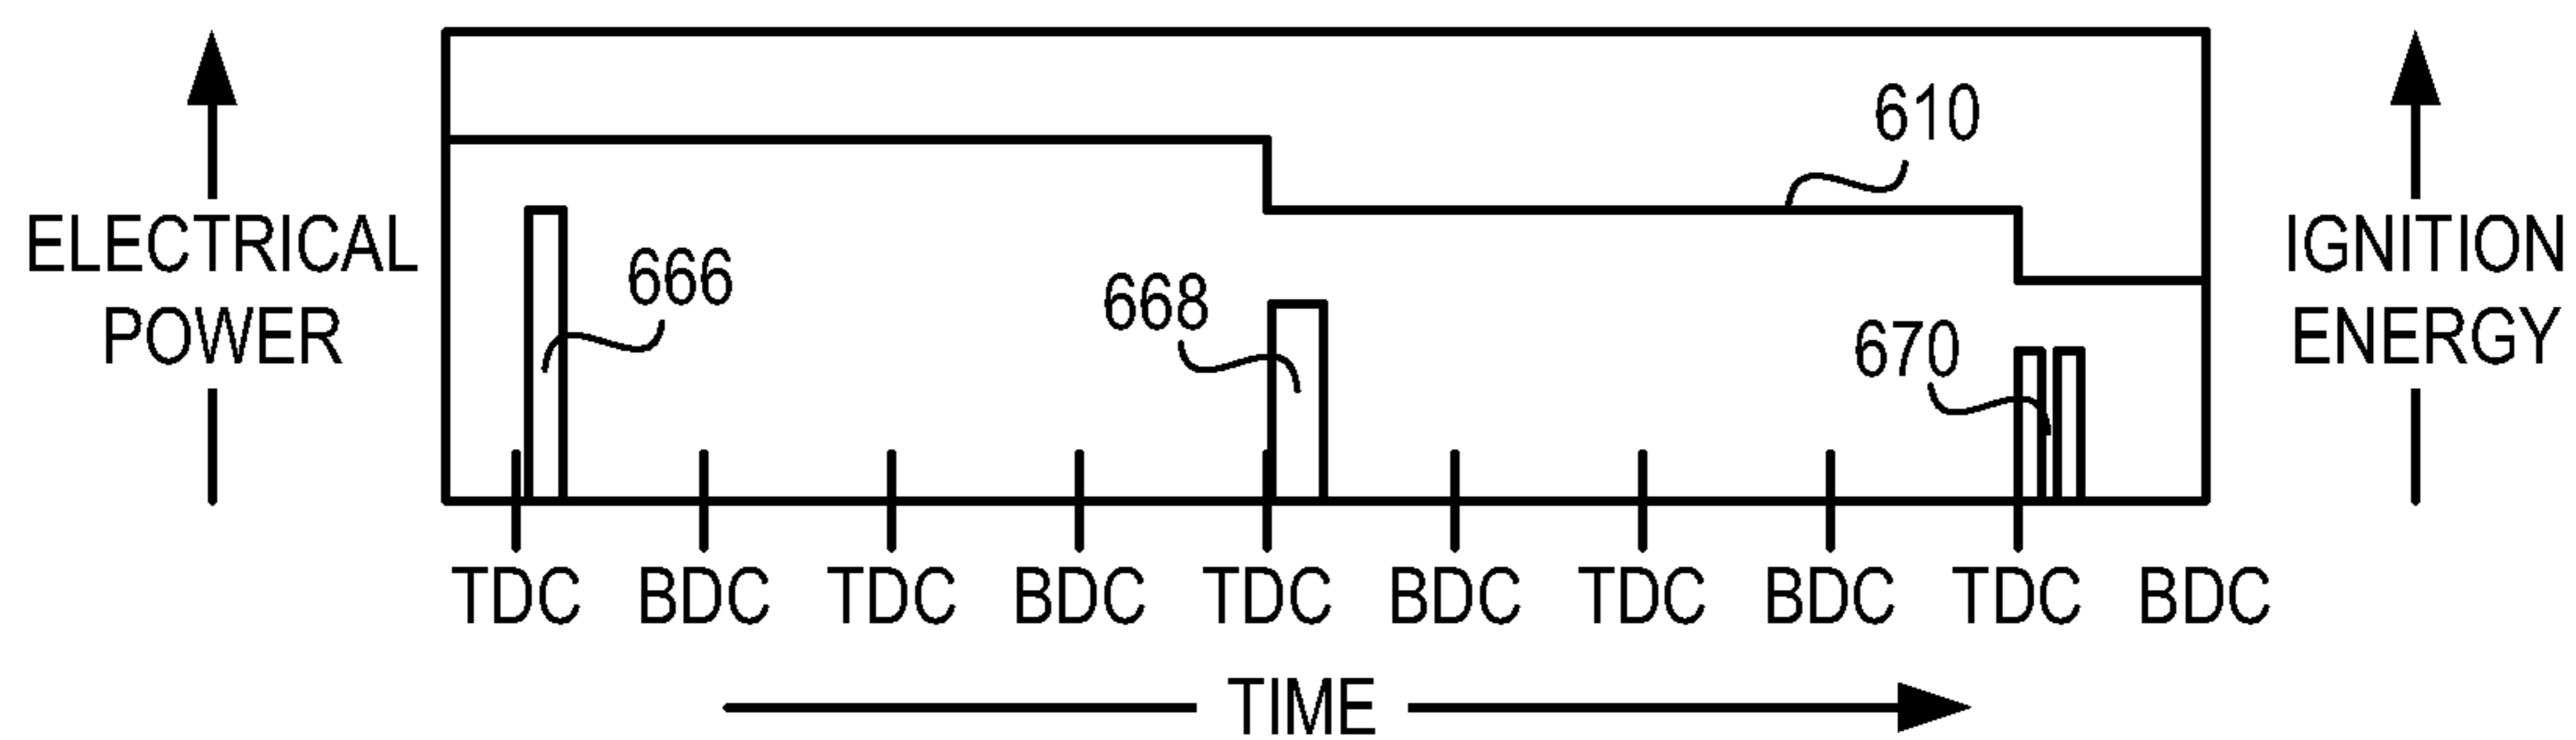 610
ELECTRICAL
POWER
666
668
670
IGNITION
ENERGY
TDC BDC TDC BDC TDC BDC TDC BDC TDC BDC
TIME